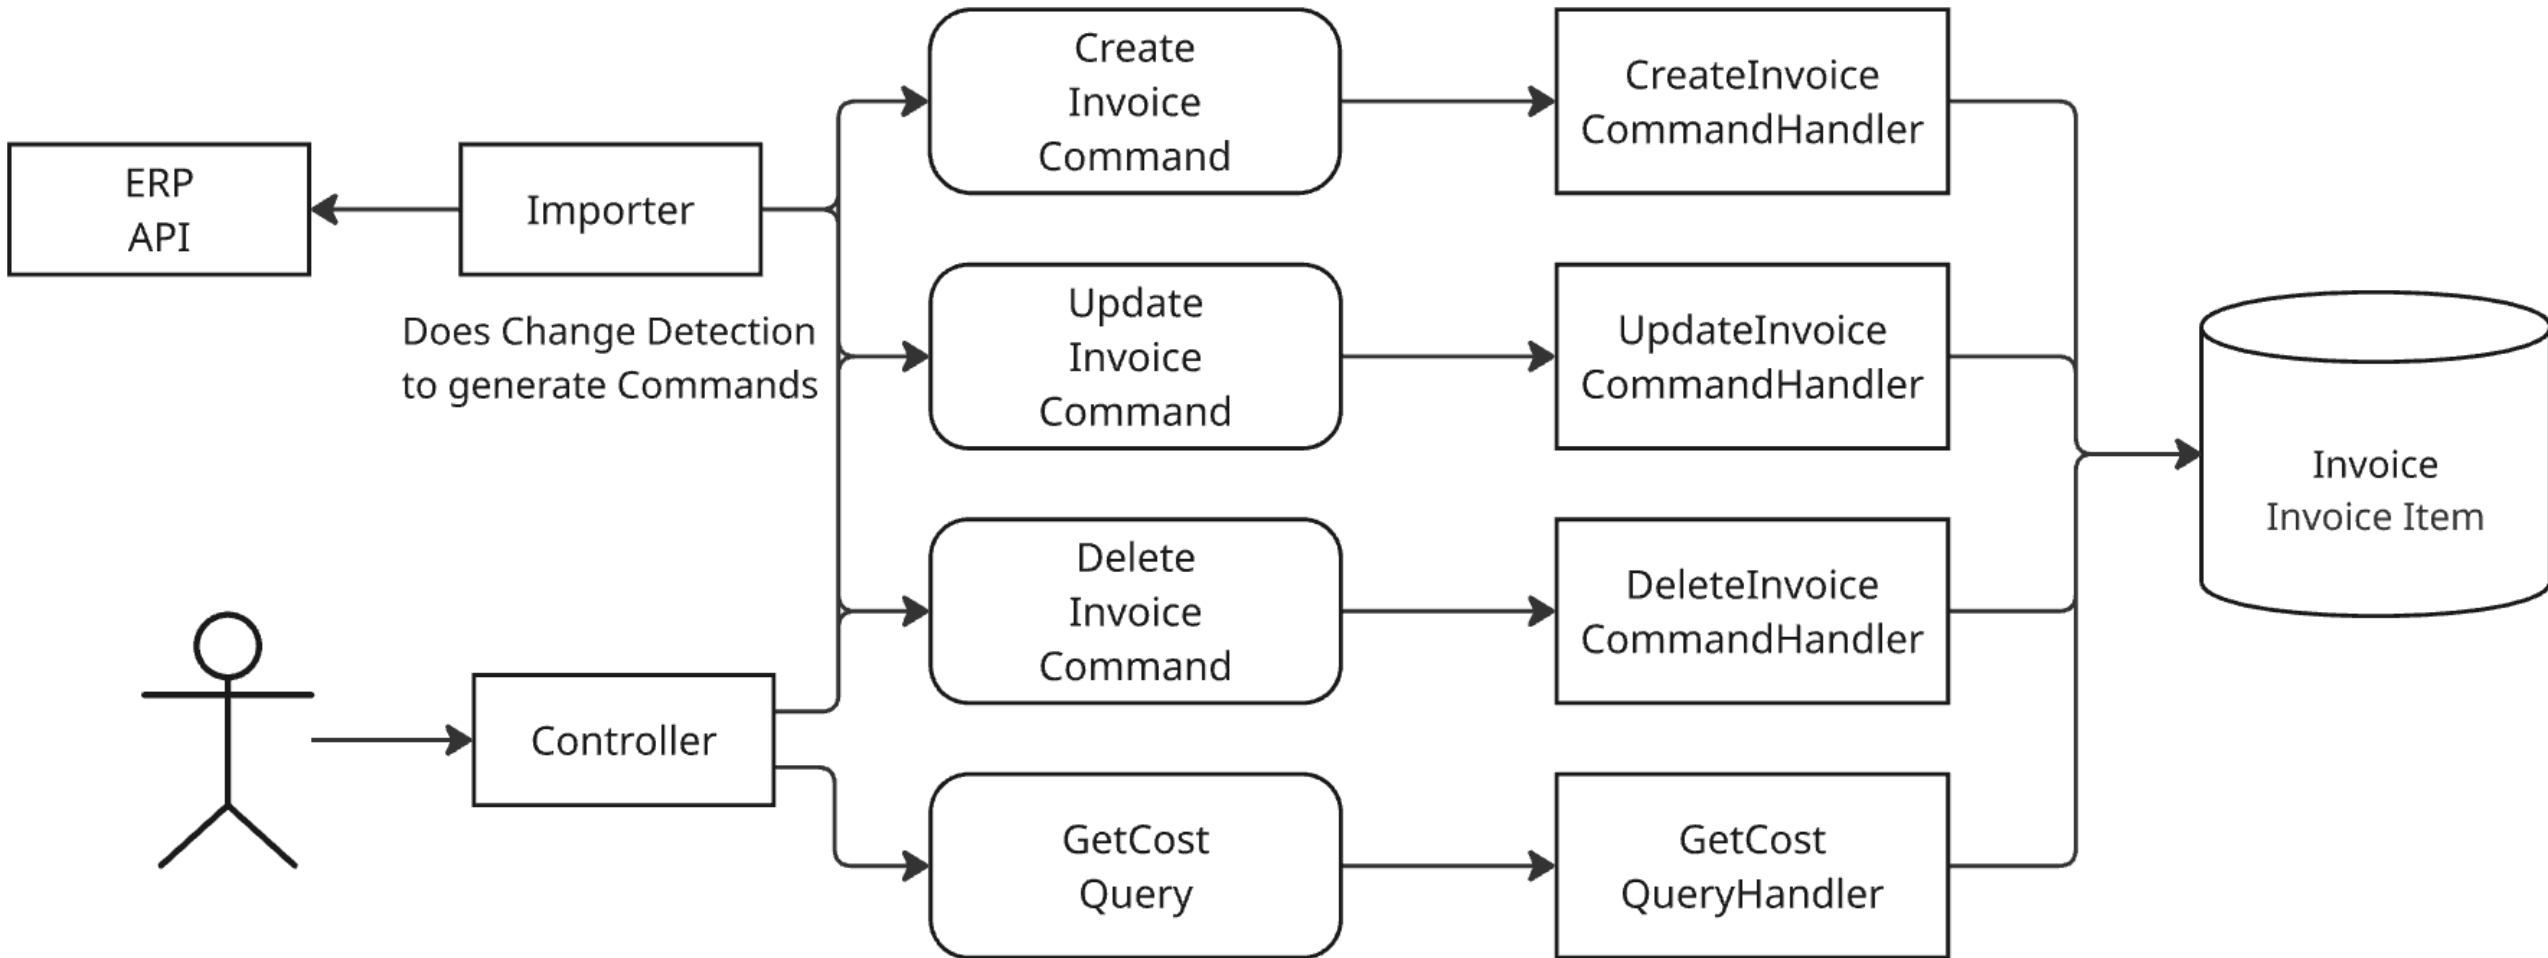 Create
Invoice
Command
CreateInvoice
CommandHandler
ERP
API
Importer
Does Change Detection
to generate Commands
Update
Invoice
Command
UpdateInvoice
CommandHandler
Invoice
Invoice Item
Delete
Invoice
Command
DeleteInvoice
CommandHandler
Controller
GetCost
Query
GetCost
QueryHandler